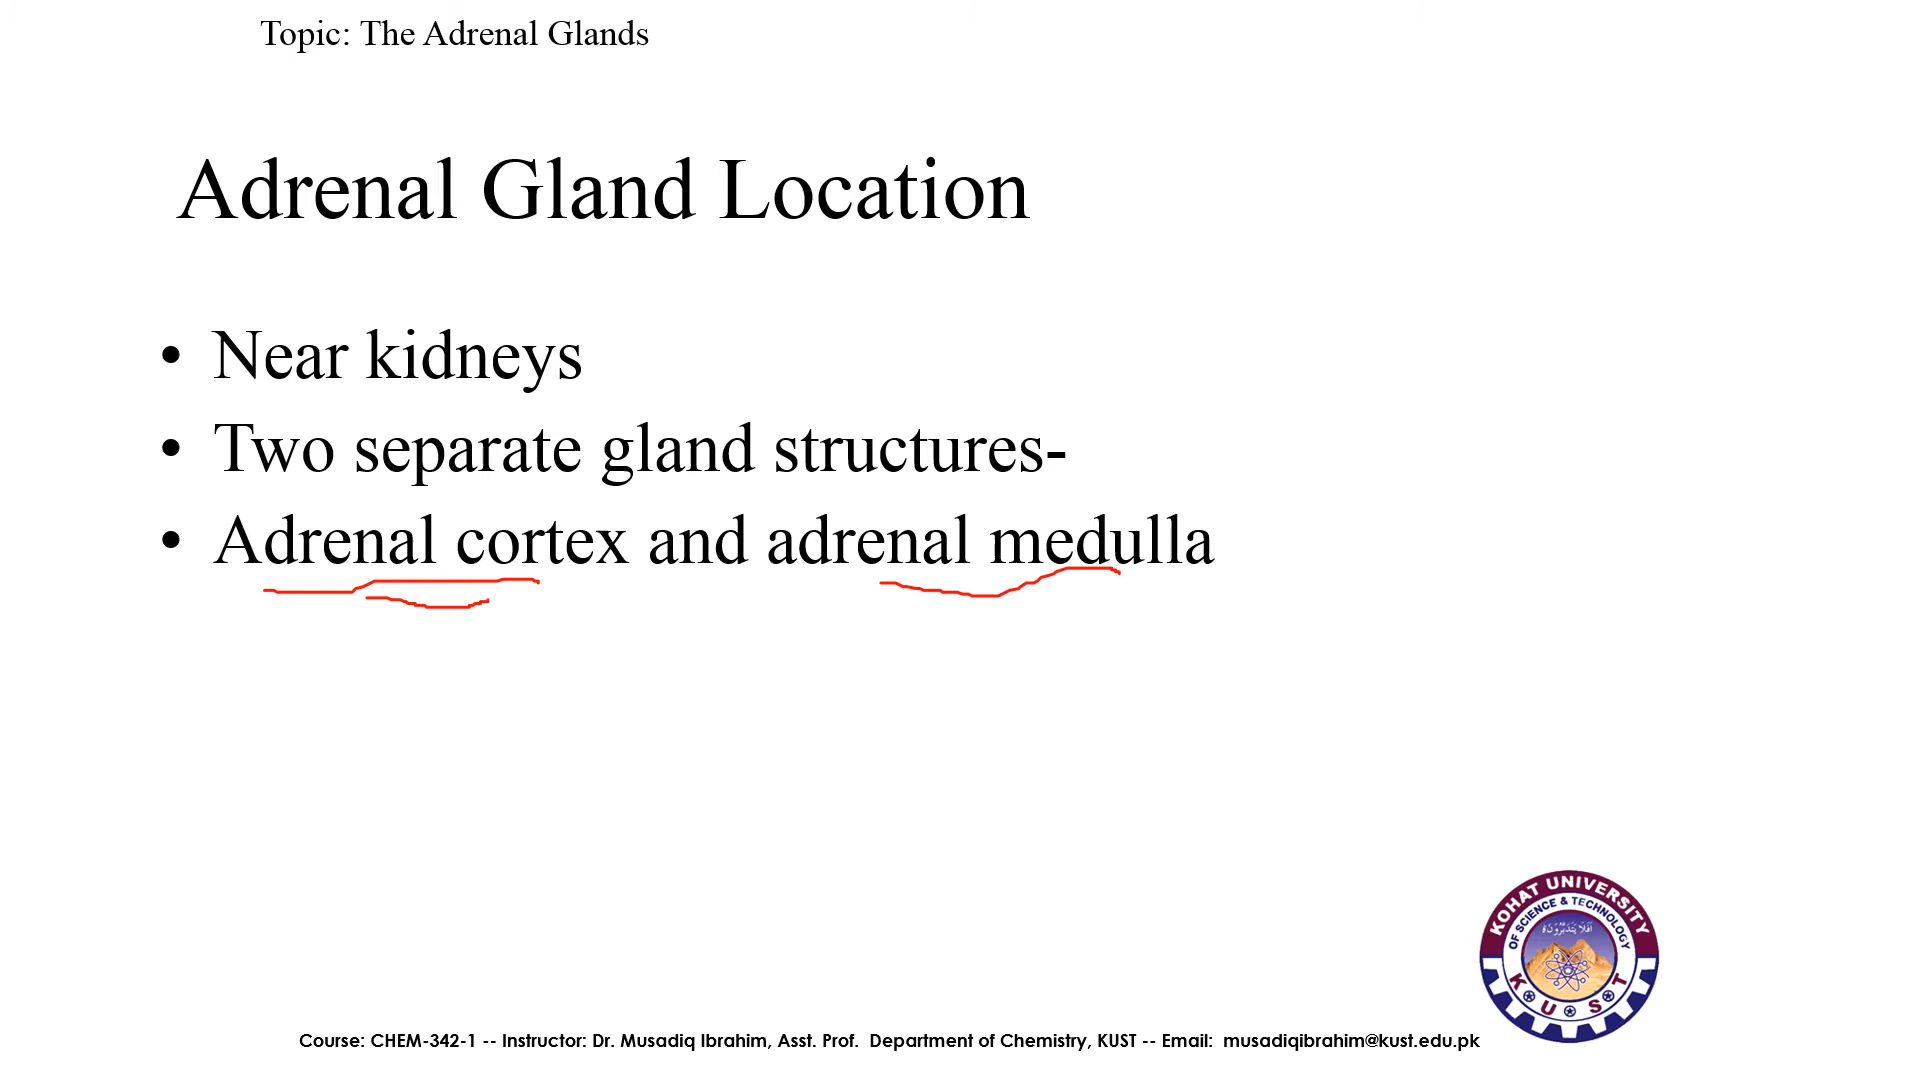 Topic: The Adrenal Glands
Adrenal Gland Location
• Near kidneys
• Two separate gland structures-
• Adrenal cortex and adrenal medulla
KOHAT UNIVERSITY
OF SCIENCE & TECHNOLOGY
افلا يتدبرون
K U S T
Course: CHEM-342-1 -- Instructor: Dr. Musadiq Ibrahim, Asst. Prof.  Department of Chemistry, KUST -- Email:  musadiqibrahim@kust.edu.pk